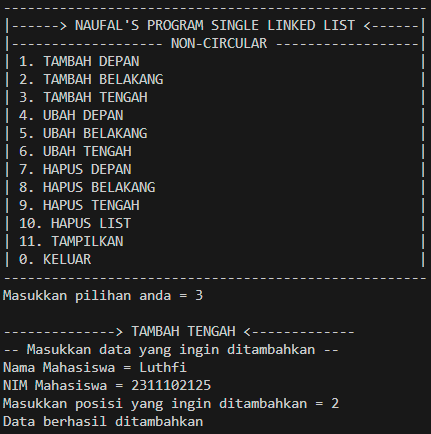 -----------------------------------------------------
|------> NAUFAL'S PROGRAM SINGLE LINKED LIST <------|
|------------------- NON-CIRCULAR ------------------|
| 1. TAMBAH DEPAN |
| 2. TAMBAH BELAKANG |
| 3. TAMBAH TENGAH |
| 4. UBAH DEPAN |
| 5. UBAH BELAKANG |
| 6. UBAH TENGAH |
| 7. HAPUS DEPAN |
| 8. HAPUS BELAKANG |
| 9. HAPUS TENGAH |
| 10. HAPUS LIST |
| 11. TAMPILKAN |
| 0. KELUAR |
-----------------------------------------------------
Masukkan pilihan anda = 3

--------------> TAMBAH TENGAH <-------------
-- Masukkan data yang ingin ditambahkan --
Nama Mahasiswa = Luthfi
NIM Mahasiswa = 2311102125
Masukkan posisi yang ingin ditambahkan = 2
Data berhasil ditambahkan